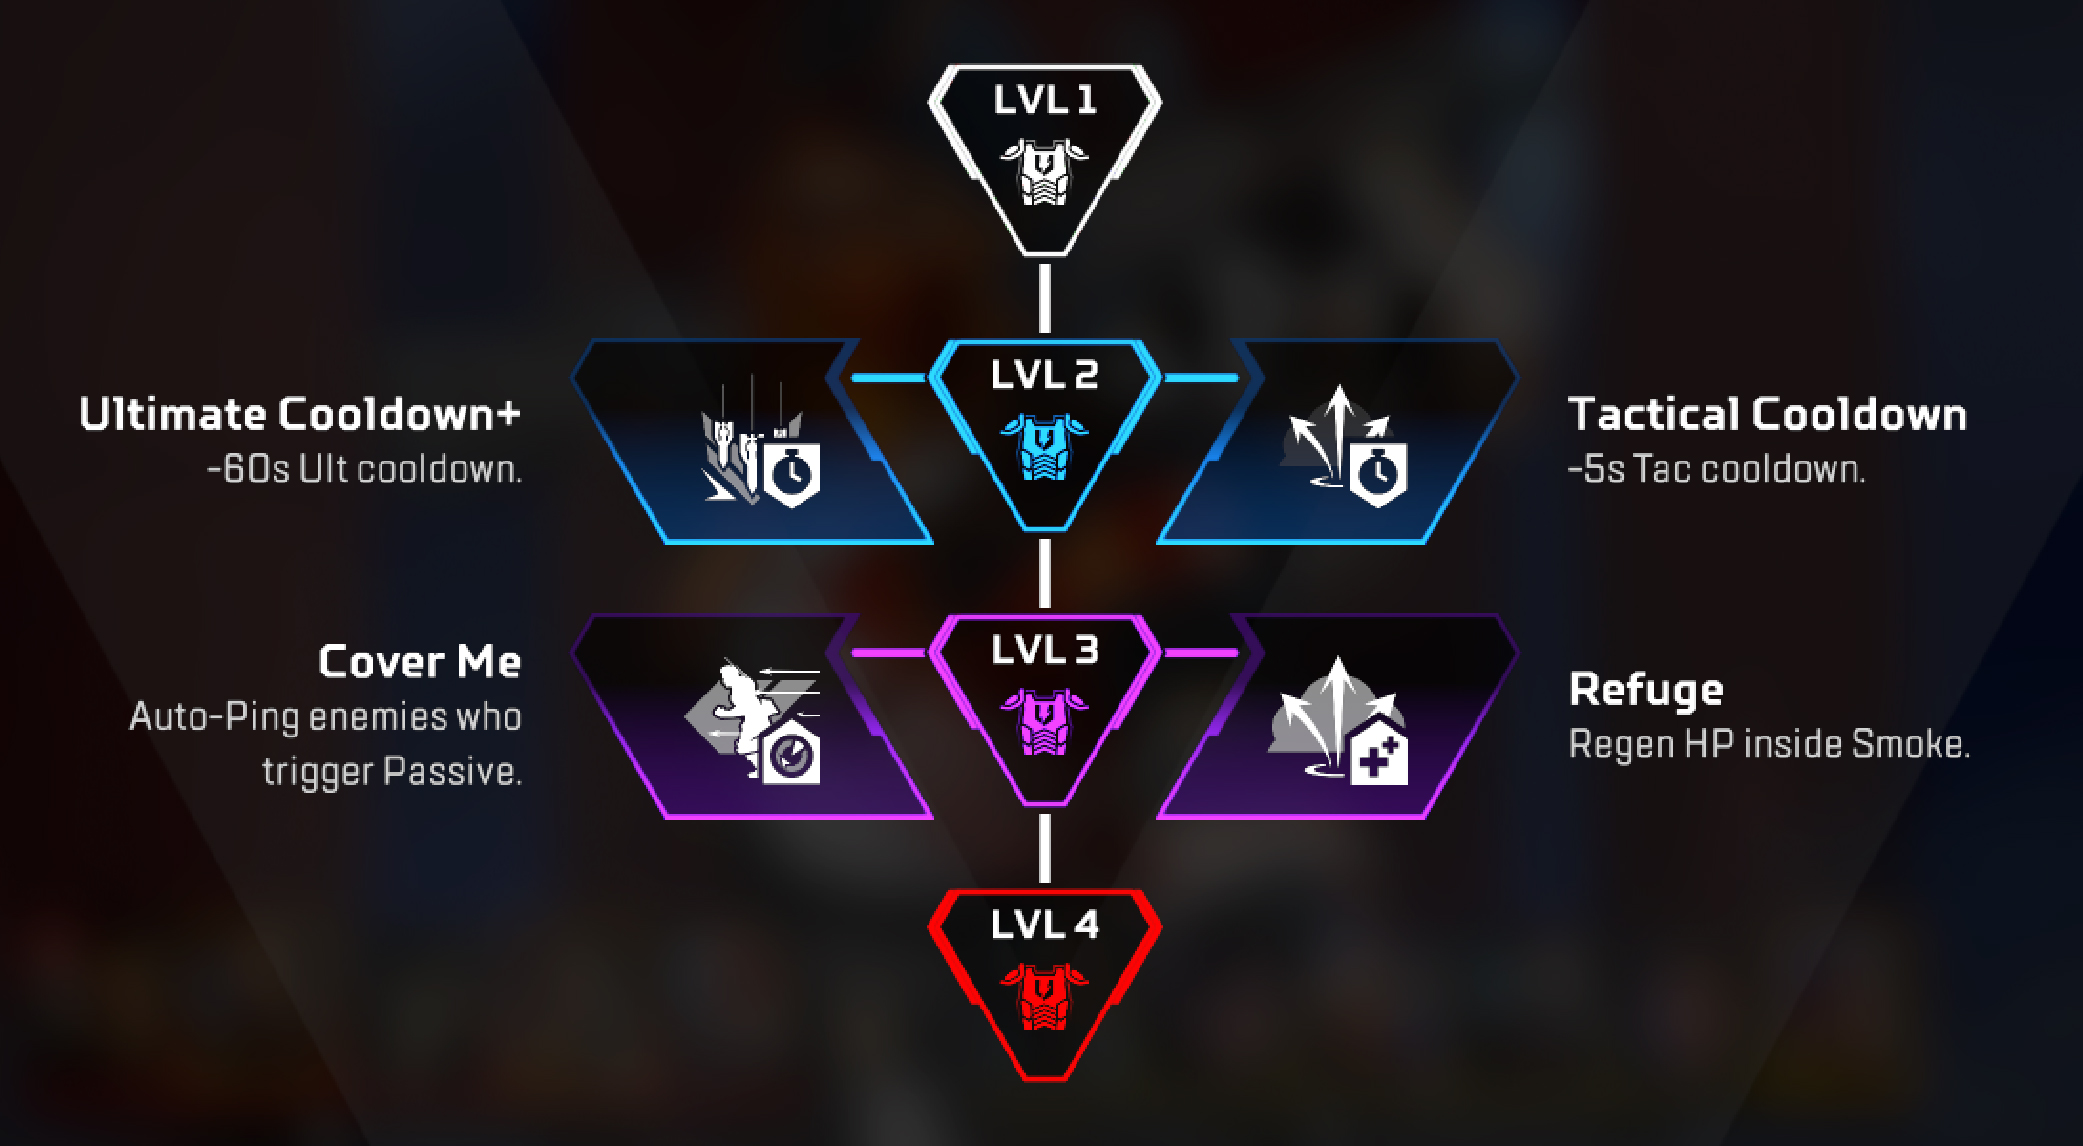 LVL 1
LVL 2
Ultimate Cooldown+
-60s Ult cooldown.
Tactical Cooldown
-5s Tac cooldown.
LVL 3
Cover Me
Auto-Ping enemies who
trigger Passive.
Refuge
Regen HP inside Smoke.
LVL 4